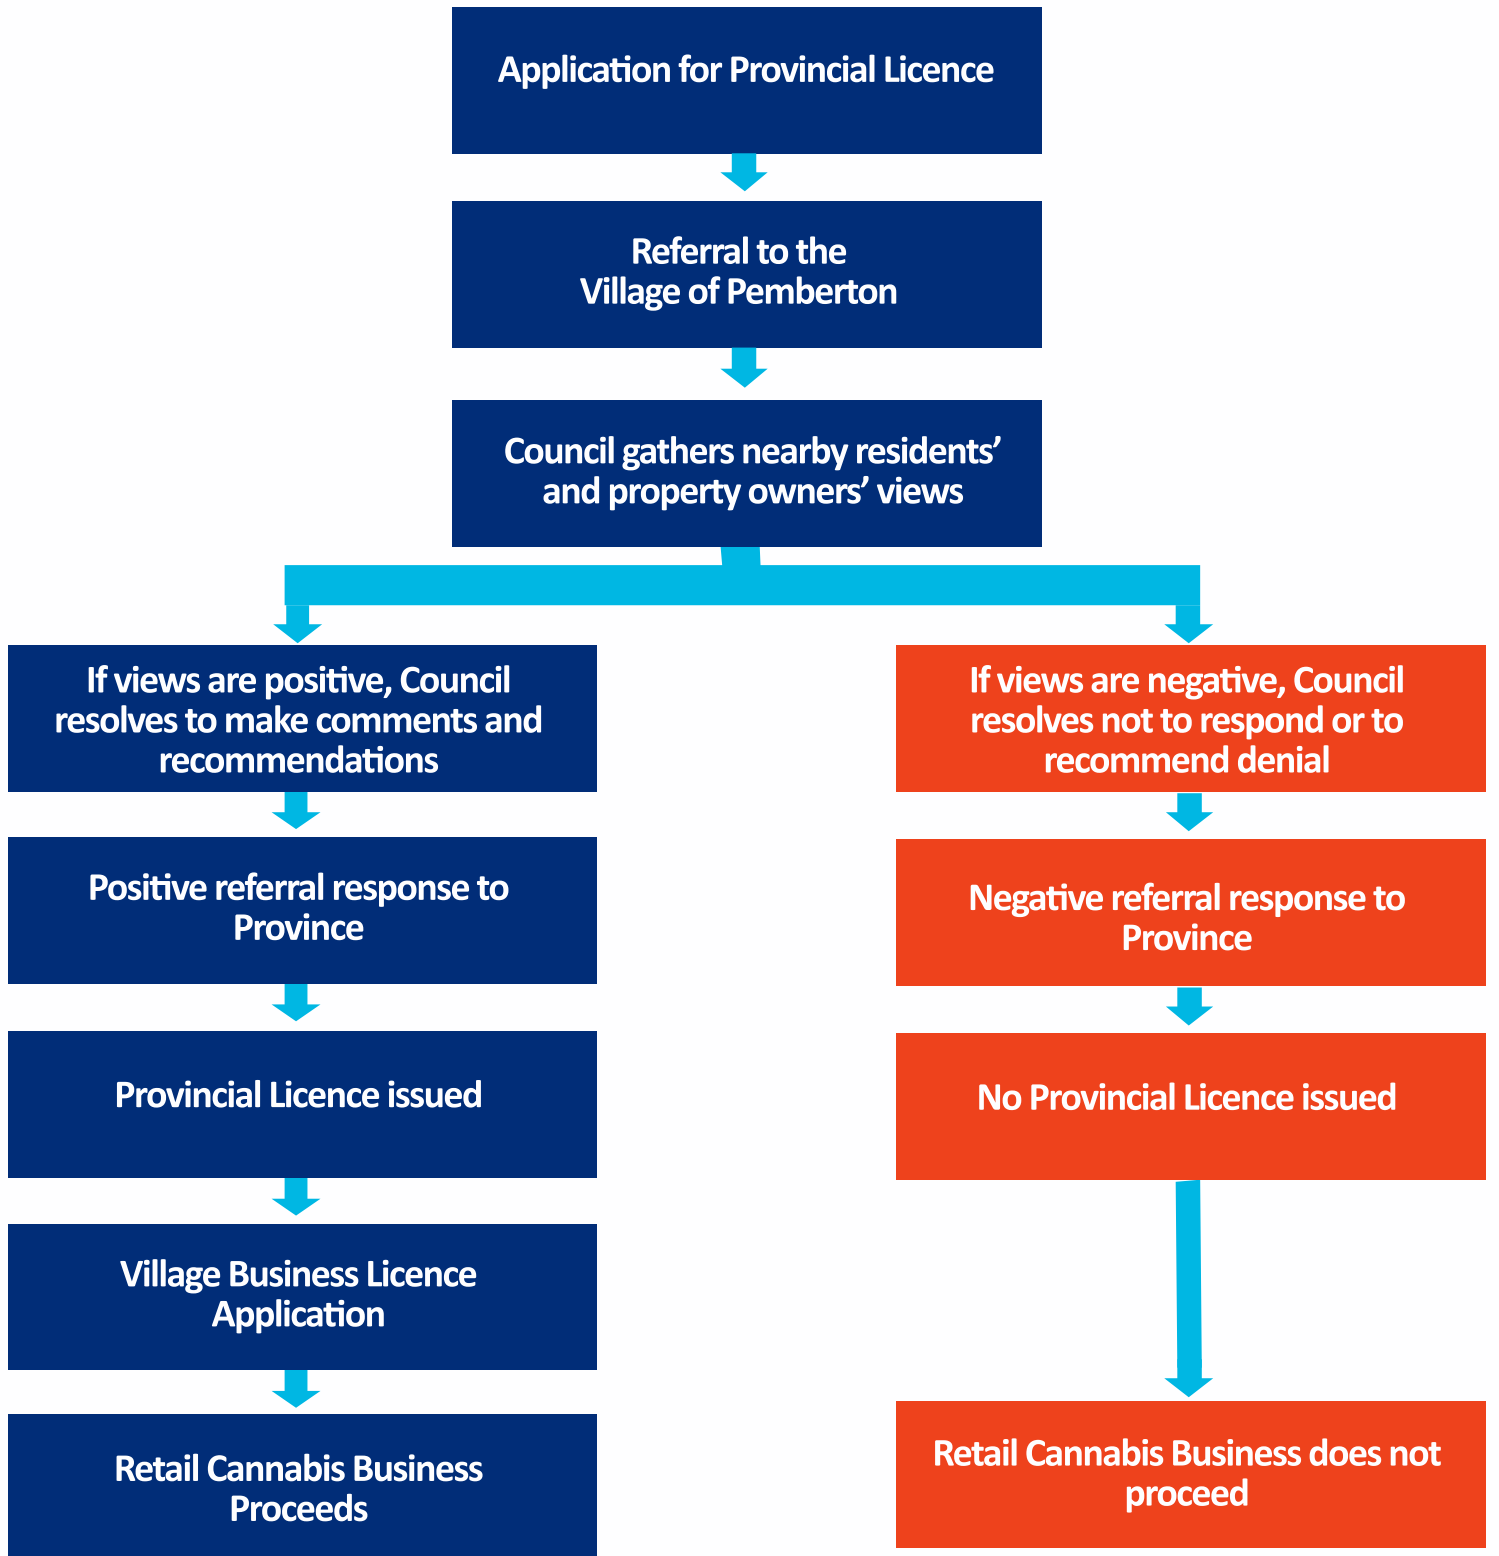 Application for Provincial Licence
Referral to the
Village of Pemberton
Council gathers nearby residents’
and property owners’ views
If views are positive, Council
resolves to make comments and
recommendations
Positive referral response to
Province
Provincial Licence issued
Village Business Licence
Application
Retail Cannabis Business
Proceeds
If views are negative, Council
resolves not to respond or to
recommend denial
Negative referral response to
Province
No Provincial Licence issued
Retail Cannabis Business does not
proceed